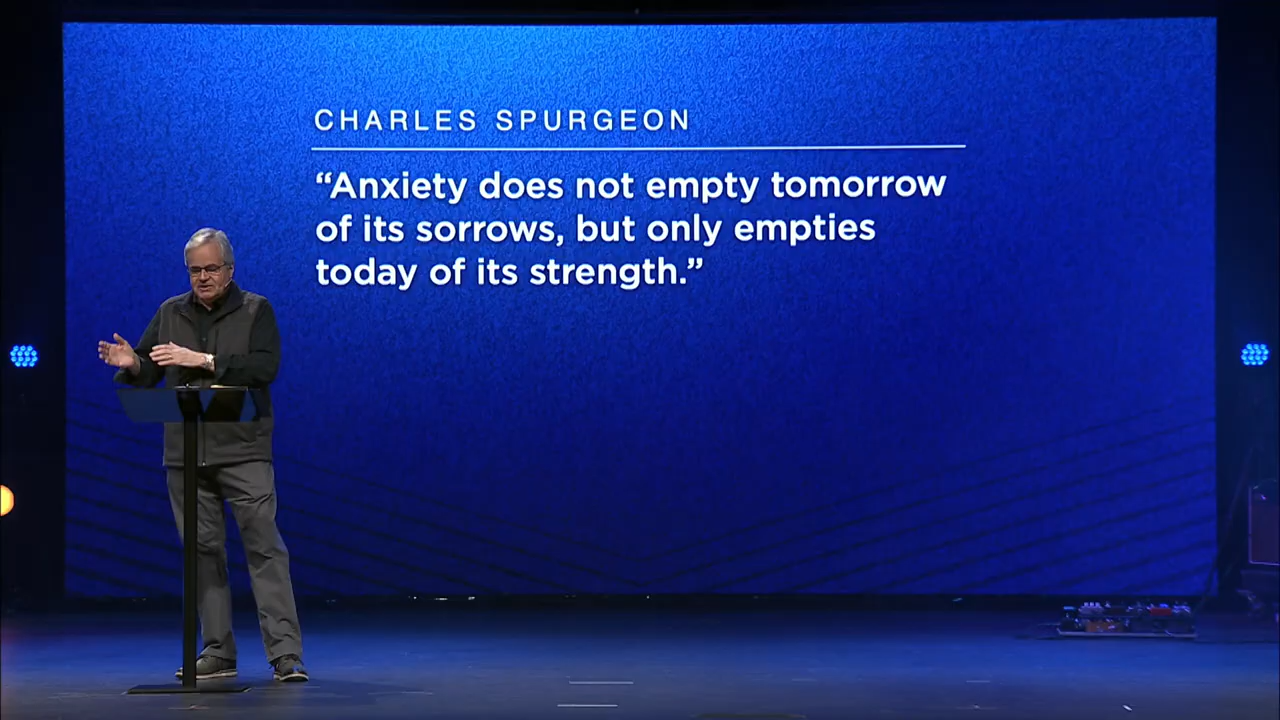 CHARLES SPURGEON
“Anxiety does not empty tomorrow
of its sorrows, but only empties
today of its strength.”